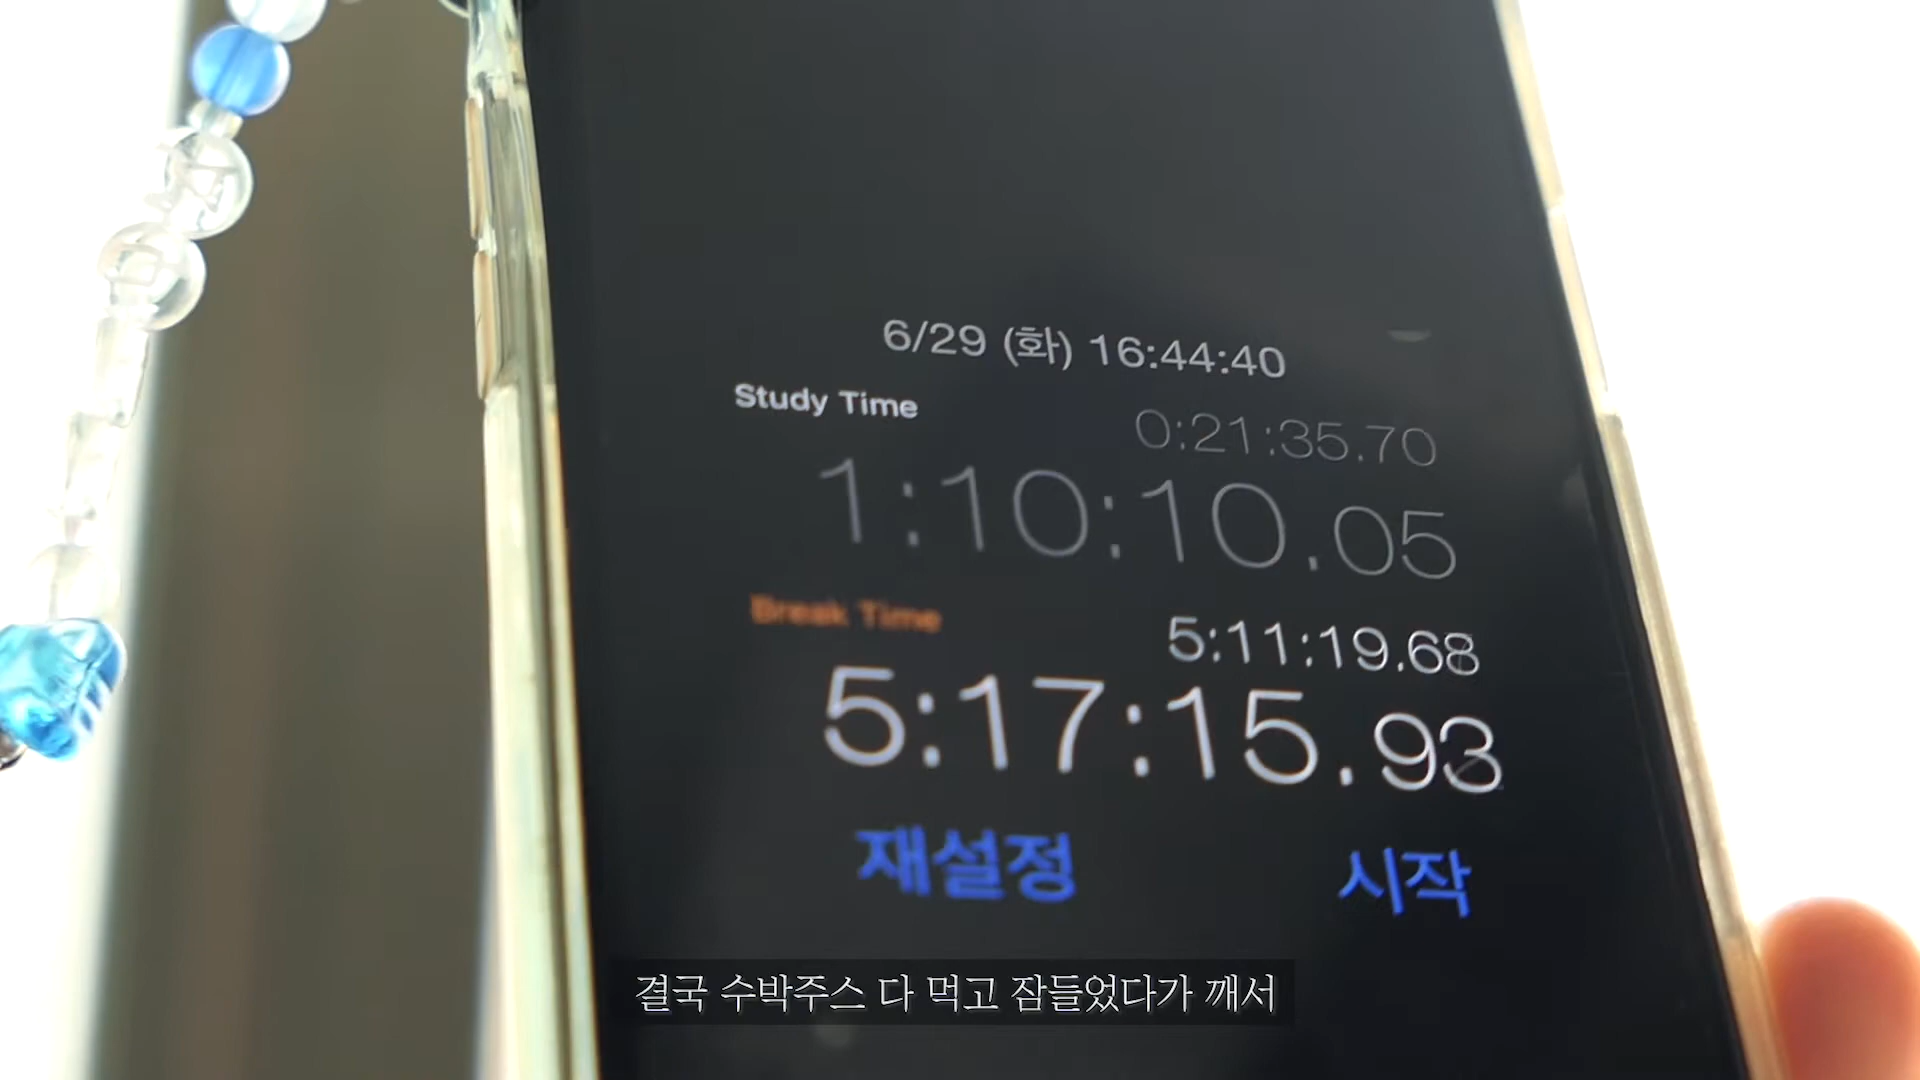 6/29 (화) 16:44:40
Study Time
0:21:35.70
1:10:10.05
Break Time
5:11:19.68
5:17:15.93
재설정 시작
결국 수박주스 다 먹고 잠들었다가 깨서